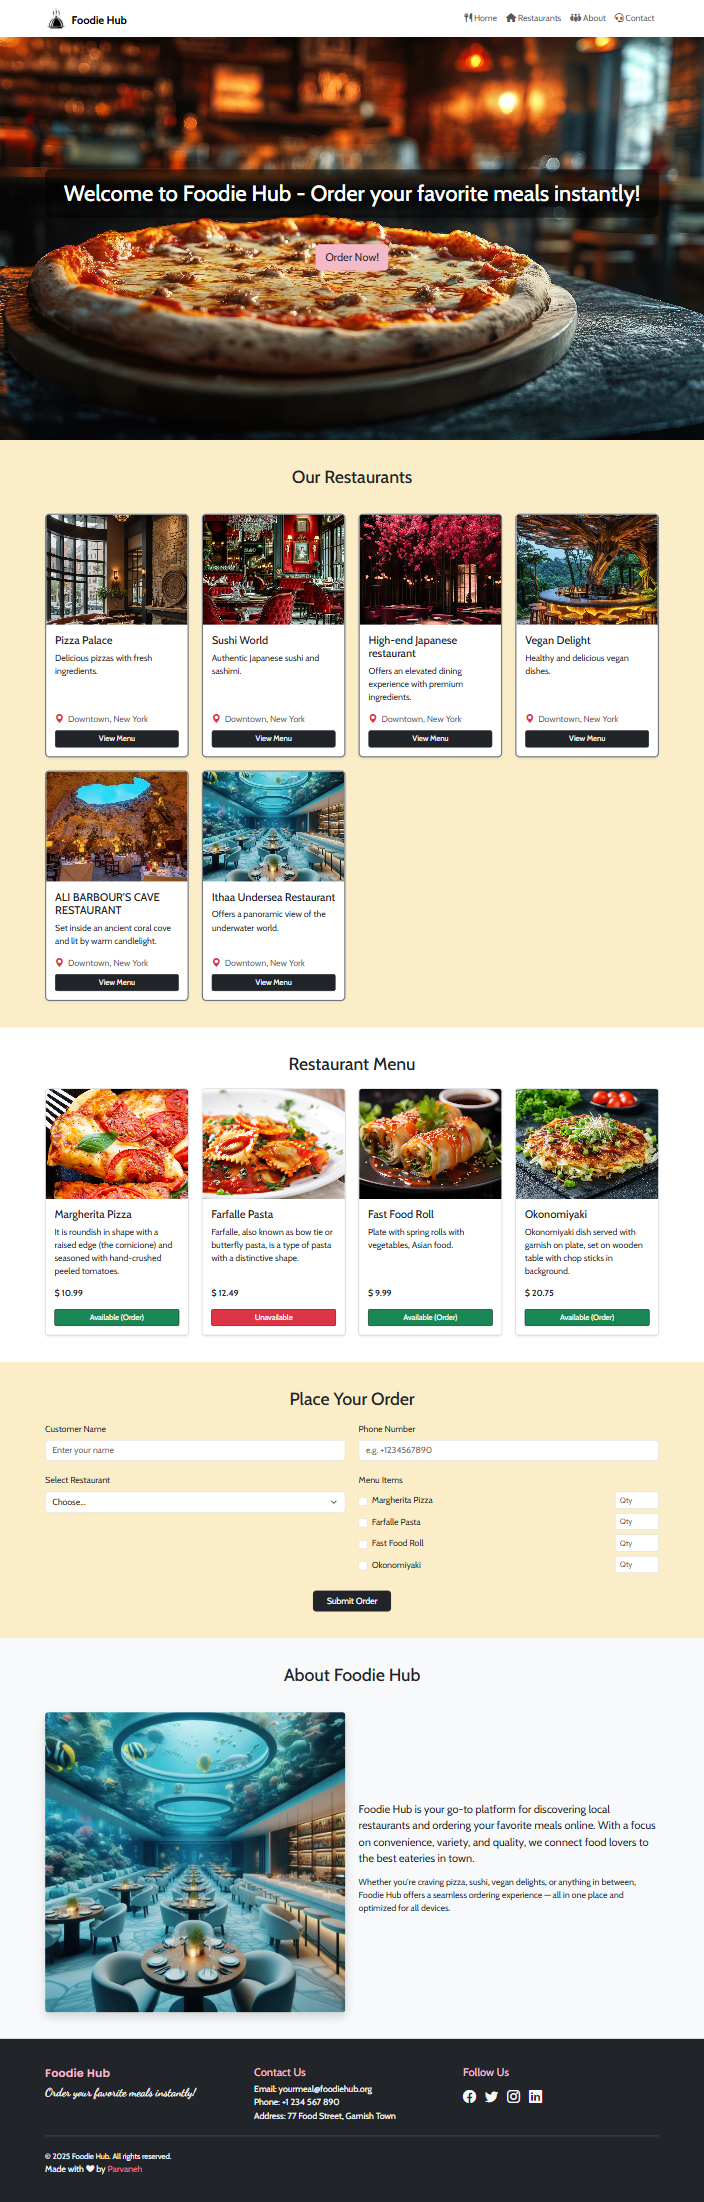 Foodie Hub
Home Restaurants About Contact
Welcome to Foodie Hub - Order your favorite meals instantly!
Order Now!
Our Restaurants
Pizza Palace
Delicious pizzas with fresh
ingredients.
Downtown, New York
View Menu
Sushi World
Authentic Japanese sushi and
sashimi.
Downtown, New York
View Menu
High-end Japanese
restaurant
Offers an elevated dining
experience with premium
ingredients.
Downtown, New York
View Menu
Vegan Delight
Healthy and delicious vegan
dishes.
Downtown, New York
View Menu
ALI BARBOUR'S CAVE
RESTAURANT
Set inside an ancient coral cove
and lit by warm candlelight.
Downtown, New York
View Menu
Ithaa Undersea Restaurant
Offers a panoramic view of the
underwater world.
Downtown, New York
View Menu
Restaurant Menu
Margherita Pizza
It is roundish in shape with a
raised edge (the cornicione) and
seasoned with hand-crushed
peeled tomatoes.
$ 10.99
Available (Order)
Farfalle Pasta
Farfalle, also known as bow tie or
butterfly pasta, is a type of pasta
with a distinctive shape.
$ 12.49
Unavailable
Fast Food Roll
Plate with spring rolls with
vegetables, Asian food.
$ 9.99
Available (Order)
Okonomiyaki
Okonomiyaki dish served with
garnish on plate, set on wooden
table with chop sticks in
background.
$ 20.75
Available (Order)
Place Your Order
Customer Name
Enter your name
Phone Number
e.g. +1234567890
Select Restaurant
Choose...
Menu Items
Margherita Pizza Qty
Farfalle Pasta Qty
Fast Food Roll Qty
Okonomiyaki Qty
Submit Order
About Foodie Hub
Foodie Hub is your go-to platform for discovering local
restaurants and ordering your favorite meals online. With a focus
on convenience, variety, and quality, we connect food lovers to
the best eateries in town.
Whether you're craving pizza, sushi, vegan delights, or anything in between,
Foodie Hub offers a seamless ordering experience — all in one place and
optimized for all devices.
Foodie Hub
Order your favorite meals instantly!
Contact Us
Email: yourmeal@foodiehub.org
Phone: +1 234 567 890
Address: 77 Food Street, Garnish Town
Follow Us
© 2025 Foodie Hub. All rights reserved.
Made with ❤ by Parvaneh